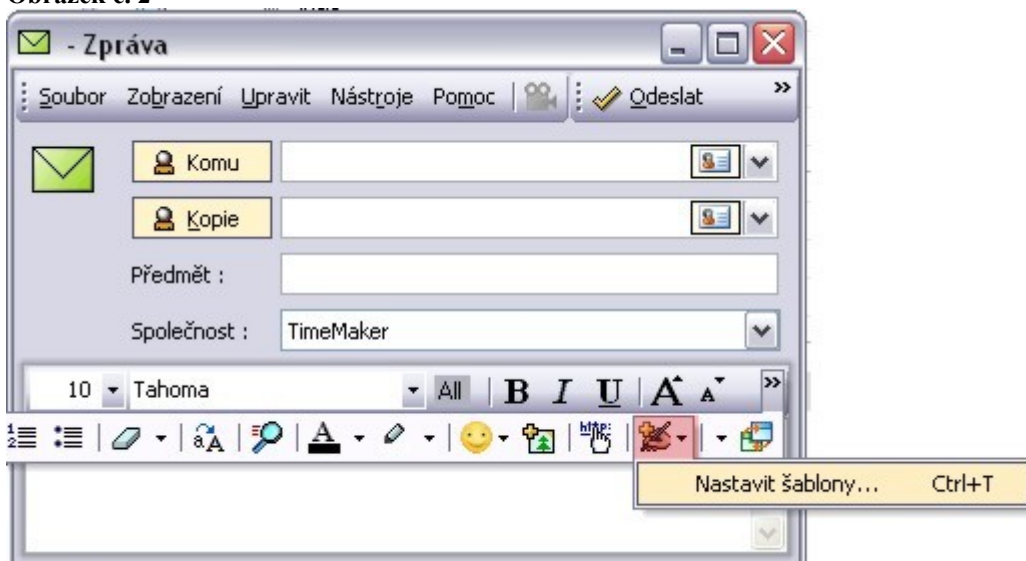 Obrázek č. 2
- Zpráva
Soubor Zobrazení Upravit Nástroje Pomoc Odeslat »
Komu
Kopie
Předmět :
Společnost : TimeMaker
10 Tahoma All B I U A A »
Nastavit šablony... Ctrl+T